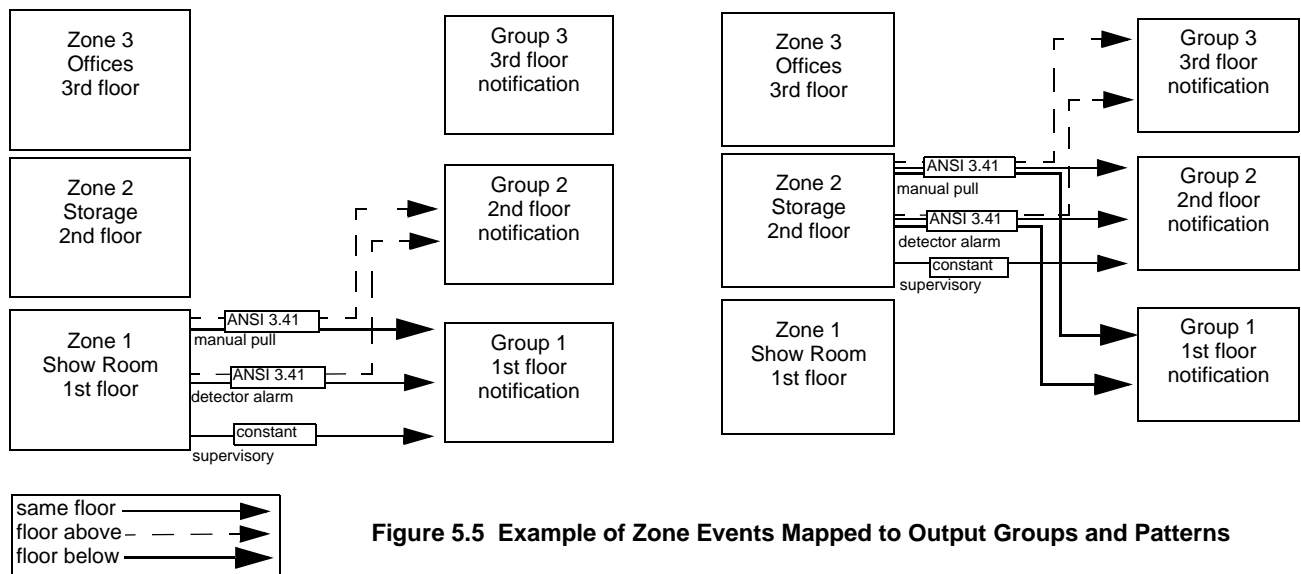 Zone 3
Offices
3rd floor
Group 3
3rd floor
notification
Zone 2
Storage
2nd floor
Group 2
2nd floor
notification
Zone 1
Show Room
1st floor
ANSI 3.41
manual pull
ANSI 3.41
detector alarm
constant
supervisory
Group 1
1st floor
notification
Zone 3
Offices
3rd floor
Group 3
3rd floor
notification
Zone 2
Storage
2nd floor
ANSI 3.41
manual pull
ANSI 3.41
detector alarm
constant
supervisory
Group 2
2nd floor
notification
Zone 1
Show Room
1st floor
Group 1
1st floor
notification
same floor
floor above
floor below
Figure 5.5 Example of Zone Events Mapped to Output Groups and Patterns